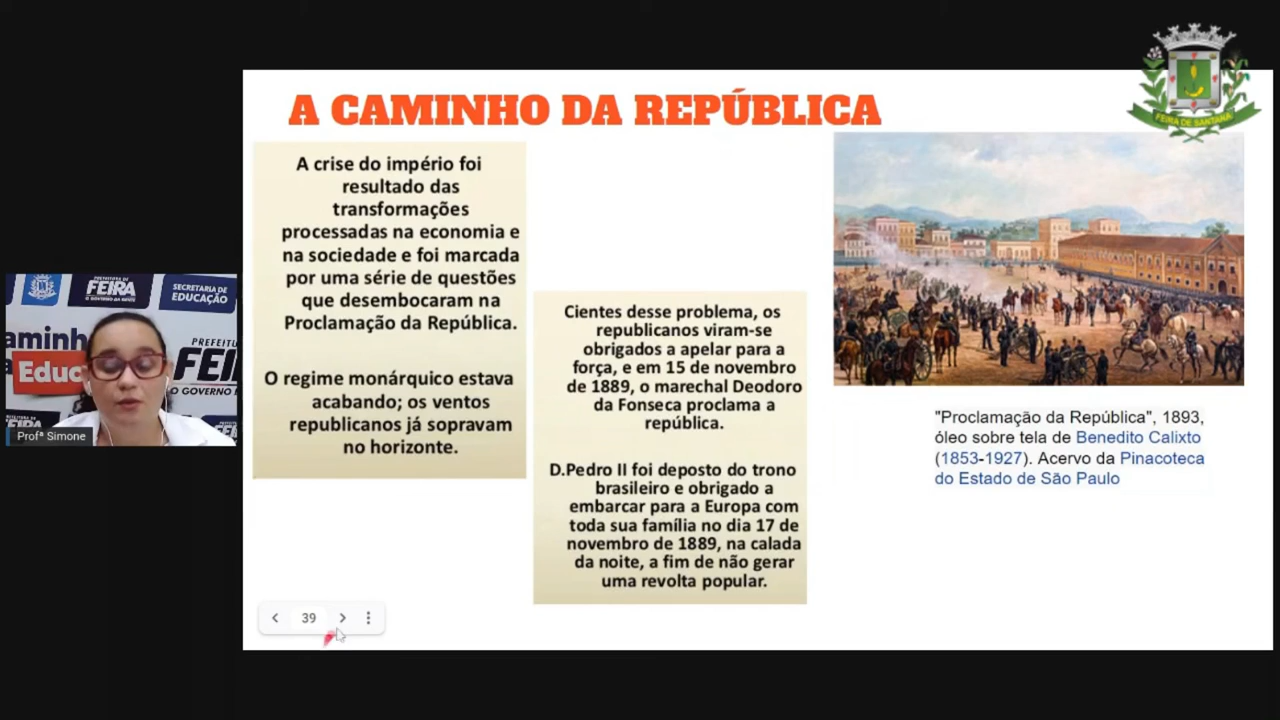 A CAMINHO DA REPÚBLICA
FEIRA DE SANTANA
A crise do império foi
resultado das
transformações
processadas na economia e
na sociedade e foi marcada
por uma série de questões
que desembocaram na
Proclamação da República.
O regime monárquico estava
acabando; os ventos
republicanos já sopravam
no horizonte.
Cientes desse problema, os
republicanos viram-se
obrigados a apelar para a
força, e em 15 de novembro
de 1889, o marechal Deodoro
da Fonseca proclama a
república.
D.Pedro II foi deposto do trono
brasileiro e obrigado a
embarcar para a Europa com
toda sua família no dia 17 de
novembro de 1889, na calada
da noite, a fim de não gerar
uma revolta popular.
"Proclamação da República", 1893,
óleo sobre tela de Benedito Calixto
(1853-1927). Acervo da Pinacoteca
do Estado de São Paulo
PREFEITURA DE
FEIRA
SECRETARIA DE
EDUCAÇÃO
aminh
Educ
PREFEITU
FEI
O GOVERNO
Profª Simone
39